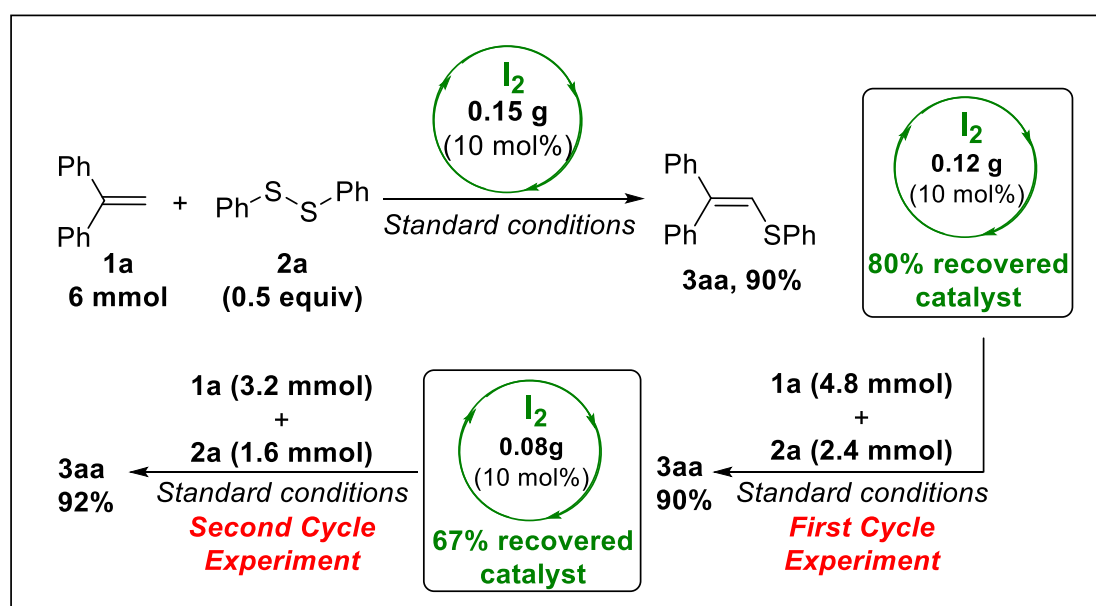 I2
0.15 g
(10 mol%)
Ph
Ph
1a
6 mmol
+
Ph S S Ph
2a
(0.5 equiv)
Standard conditions
Ph
Ph SPh
3aa, 90%
I2
0.12 g
(10 mol%)
80% recovered
catalyst
1a (4.8 mmol)
+
2a (2.4 mmol)
Standard conditions
First Cycle
Experiment
3aa
90%
I2
0.08g
(10 mol%)
67% recovered
catalyst
1a (3.2 mmol)
+
2a (1.6 mmol)
Standard conditions
Second Cycle
Experiment
3aa
92%